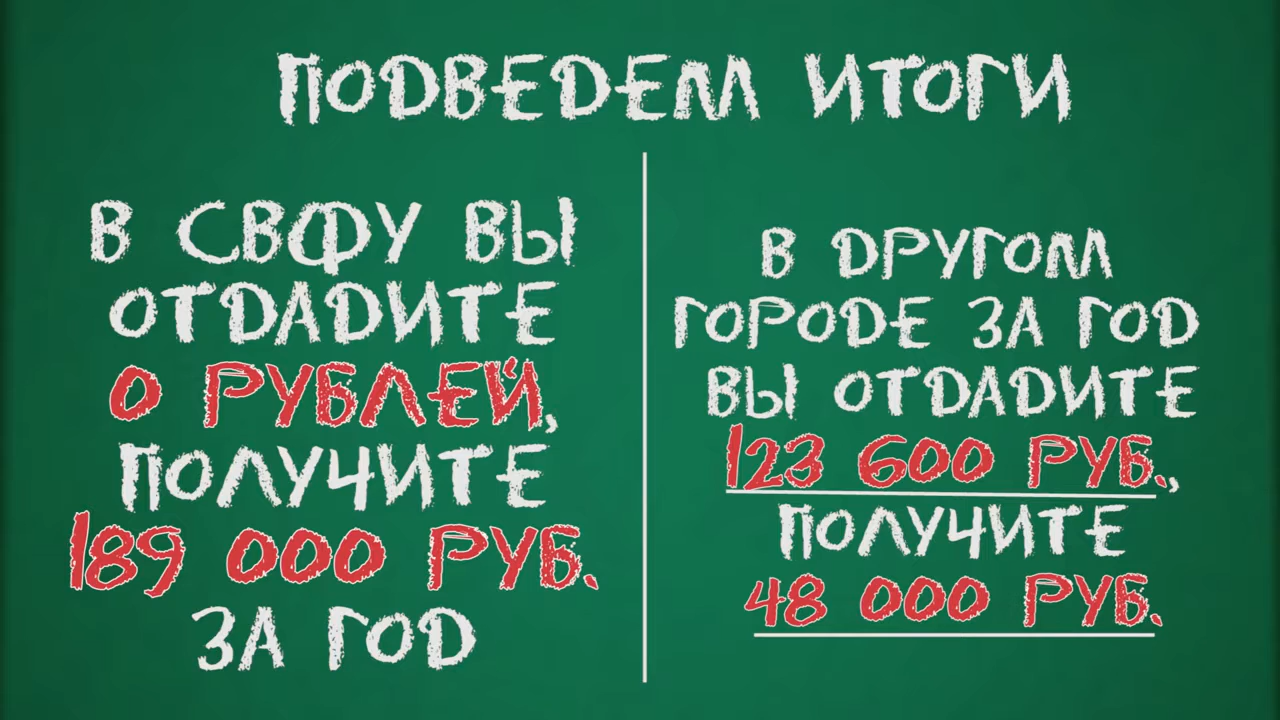 ПОДВЕДЕМ ИТОГИ
В СВФУ ВЫ
ОТДАДИТЕ
0 РУБЛЕЙ,
ПОЛУЧИТЕ
189 000 РУБ.
ЗА ГОД
В ДРУГОМ
ГОРОДЕ ЗА ГОД
ВЫ ОТДАДИТЕ
123 600 РУБ.,
ПОЛУЧИТЕ
48 000 РУБ.